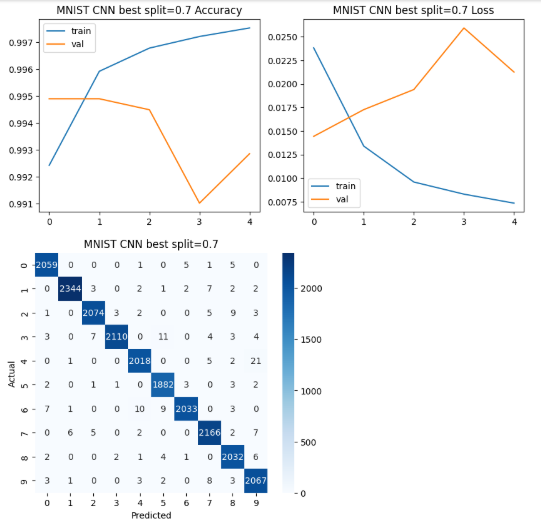 MNIST CNN best split=0.7 Accuracy
train
val
0.997
0.996
0.995
0.994
0.993
0.992
0.991
0 1 2 3 4
MNIST CNN best split=0.7 Loss
0.0250
0.0225
0.0200
0.0175
0.0150
0.0125
0.0100
0.0075
train
val
0 1 2 3 4
MNIST CNN best split=0.7
Actual
0 2059 0 0 0 1 0 5 1 5 0
1 0 2344 3 0 2 1 2 7 2 2
2 1 0 2074 3 2 0 0 5 9 3
3 0 0 7 2110 0 11 0 4 3 4
4 0 1 0 0 2018 0 0 5 2 21
5 2 0 1 1 0 1882 3 0 3 2
6 7 1 0 0 10 9 2033 0 3 0
7 0 6 5 2 0 0 0 2166 2 7
8 2 0 0 2 1 4 1 0 2032 6
9 3 1 0 0 3 2 0 8 3 2067
0 1 2 3 4 5 6 7 8 9
Predicted
2000
1500
1000
500
0